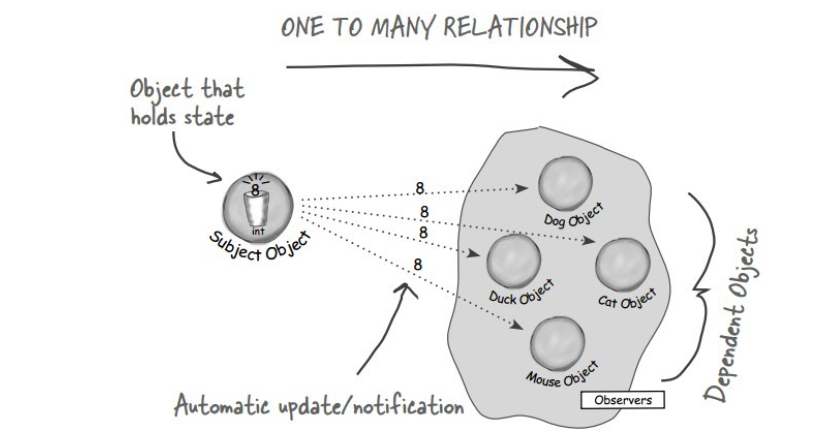 ONE TO MANY RELATIONSHIP
Object that
holds state
8
int
Subject Object
8
8
8
8
Dog Object
Duck Object
Cat Object
Mouse Object
Observers
Dependent Objects
Automatic update/notification